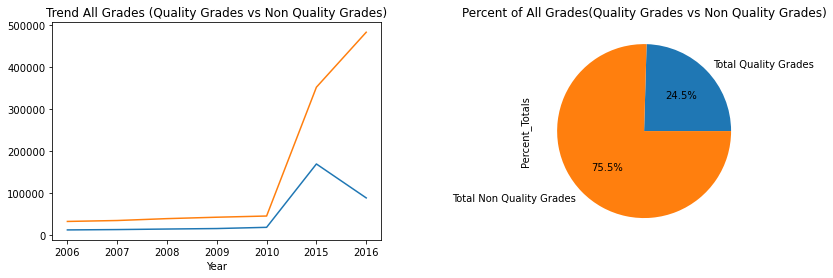 Trend All Grades (Quality Grades vs Non Quality Grades)
500000
400000
300000
200000
100000
0
2006 2007 2008 2009 2010 2015 2016
Year
Percent of All Grades(Quality Grades vs Non Quality Grades)
Total Quality Grades
24.5%
Percent_Totals
75.5%
Total Non Quality Grades